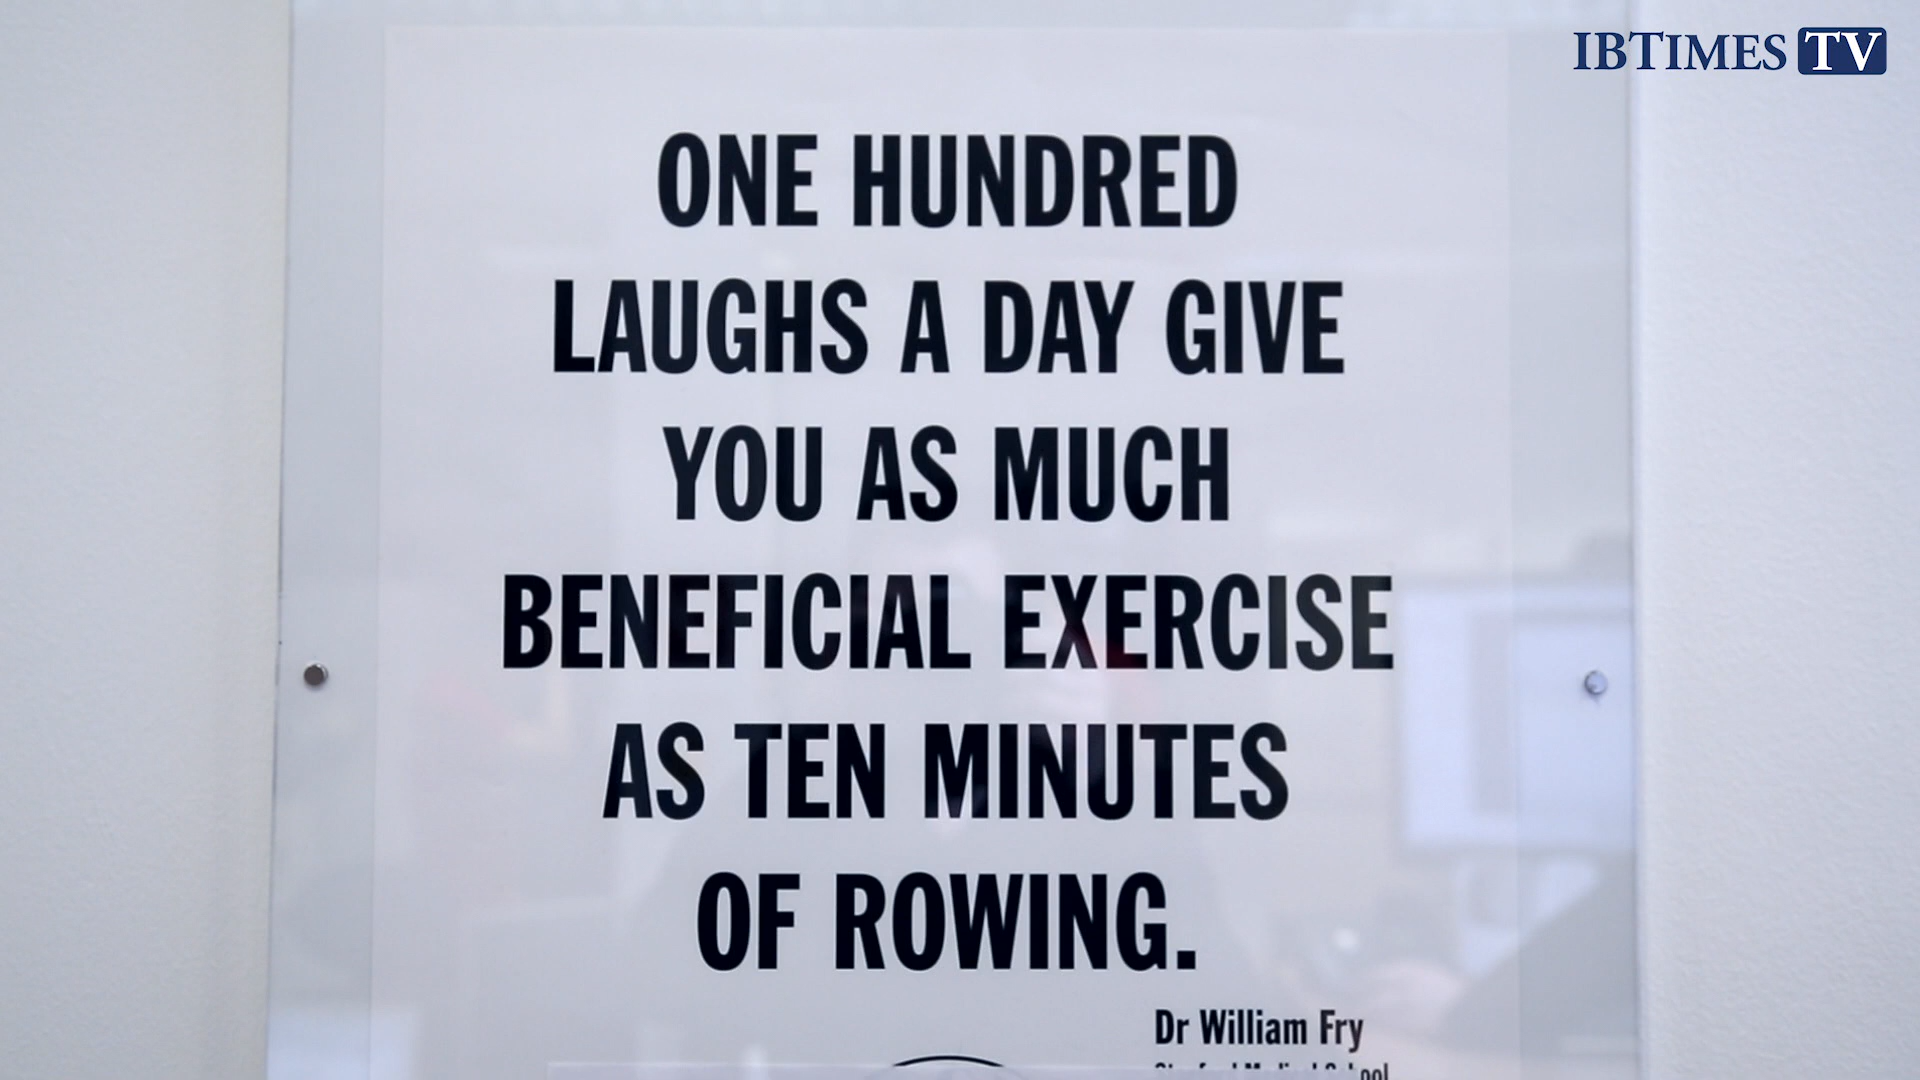 IBTIMES TV
ONE HUNDRED
LAUGHS A DAY GIVE
YOU AS MUCH
BENEFICIAL EXERCISE
AS TEN MINUTES
OF ROWING.
Dr William Fry